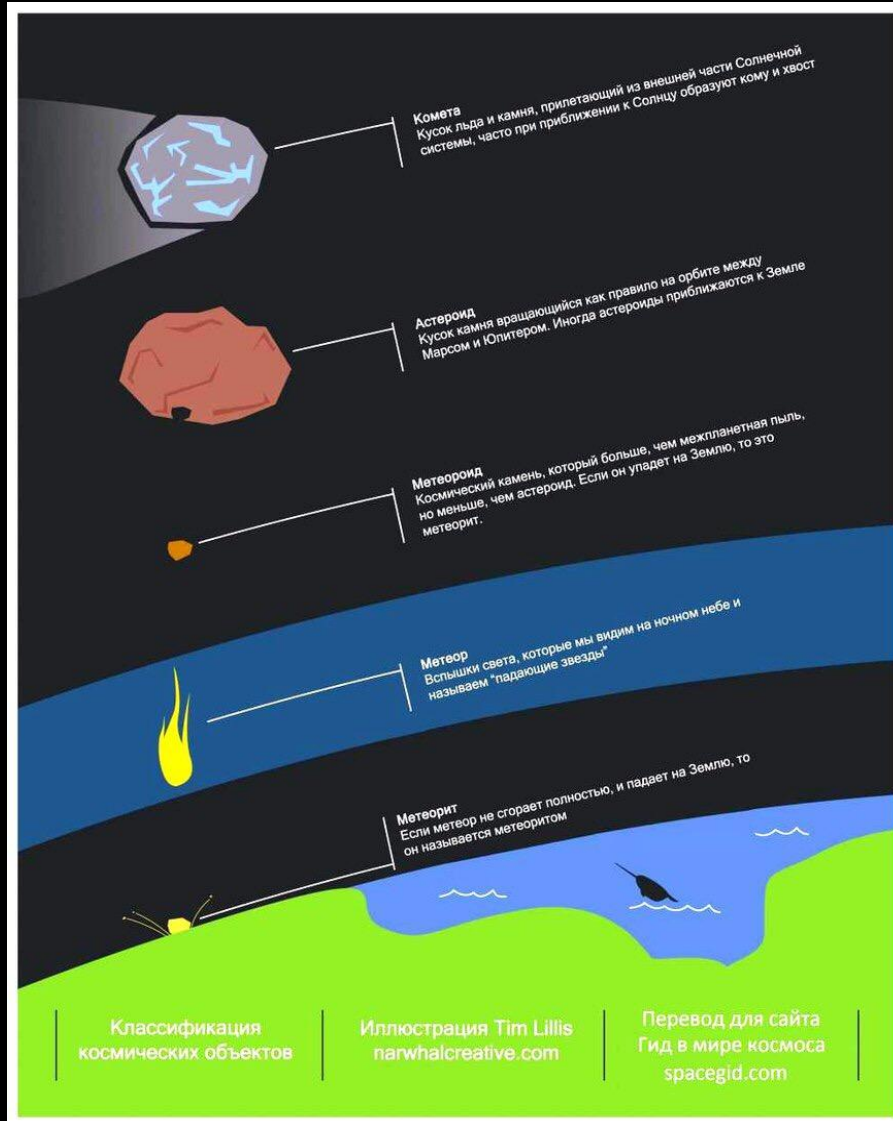 Комета
Кусок льда и камня, прилетающий из внешней части Солнечной
системы, часто при приближении к Солнцу образуют кому и хвост
Астероид
Кусок камня вращающийся как правило на орбите между
Марсом и Юпитером. Иногда астероиды приближаются к Земле
Метеороид
Космический камень, который больше, чем межпланетная пыль,
но меньше, чем астероид. Если он упадет на Землю, то это
метеорит.
Метеор
Вспышки света, которые мы видим на ночном небе и
называем "падающие звезды"
Метеорит
Если метеор не сгорает полностью, и падает на Землю, то
он называется метеоритом
Классификация
космических объектов
Иллюстрация Tim Lillis
narwhalcreative.com
Перевод для сайта
Гид в мире космоса
spacegid.com